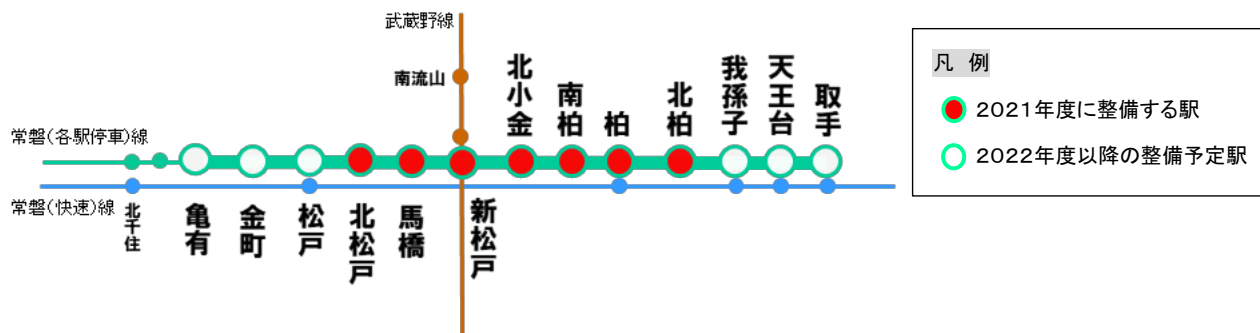 武蔵野線
南流山
北小金
南柏
柏
北柏
我孫子
天王台
取手
常磐(各駅停車)線
常磐(快速)線
北千住
亀有
金町
松戸
北松戸
馬橋
新松戸
凡 例
2021年度に整備する駅
2022年度以降の整備予定駅